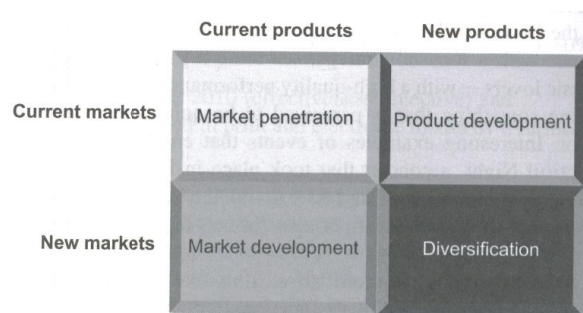 Current products New products
Current markets Market penetration Product development
New markets Market development Diversification